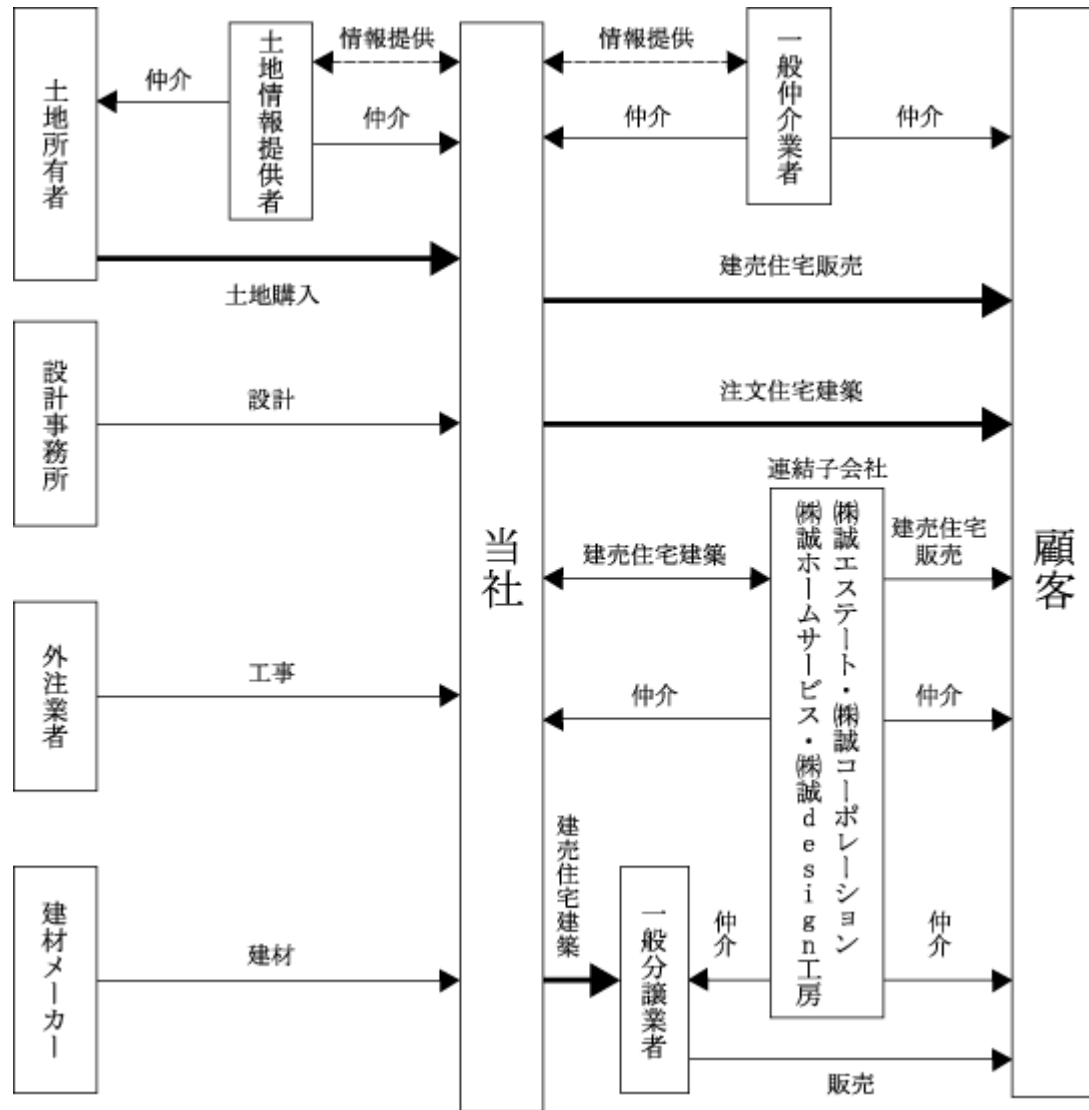 土地所有者
仲介
土地情報提供者
情報提供
仲介
土地購入
設計事務所
設計
外注業者
工事
建材メーカー
建材
当社
情報提供
一般仲介業者
仲介
仲介
建売住宅販売
注文住宅建築
連結子会社
㈱誠エステート・㈱誠コーポレーション
㈱誠ホームサービス・㈱誠design工房
建売住宅建築
建売住宅
販売
仲介
仲介
建売住宅建築
一般分譲業者
仲介
仲介
販売
顧客